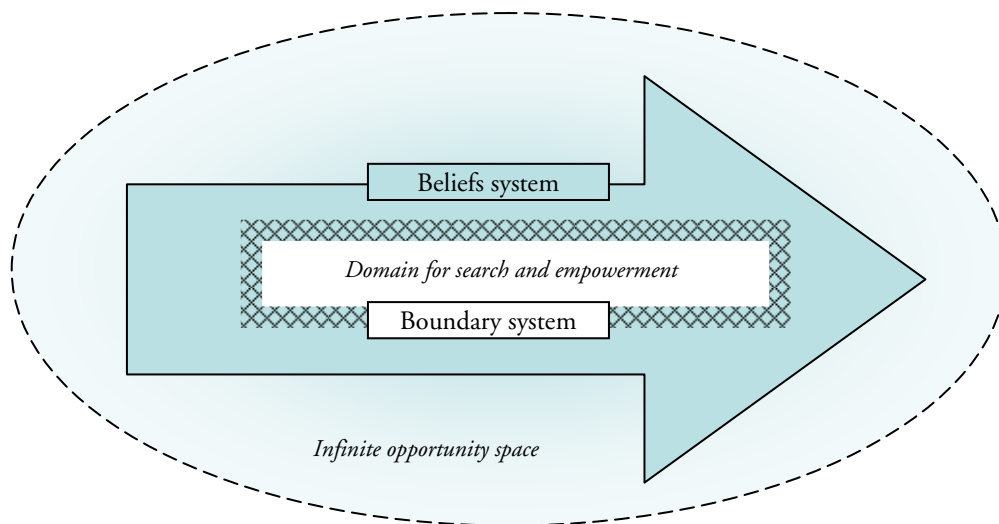 Beliefs system
Domain for search and empowerment
Boundary system
Infinite opportunity space